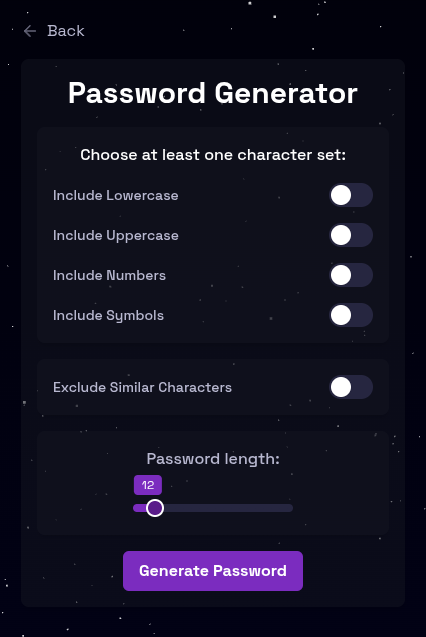 Back
Password Generator
Choose at least one character set:
Include Lowercase
Include Uppercase
Include Numbers
Include Symbols
Exclude Similar Characters
Password length:
12
Generate Password